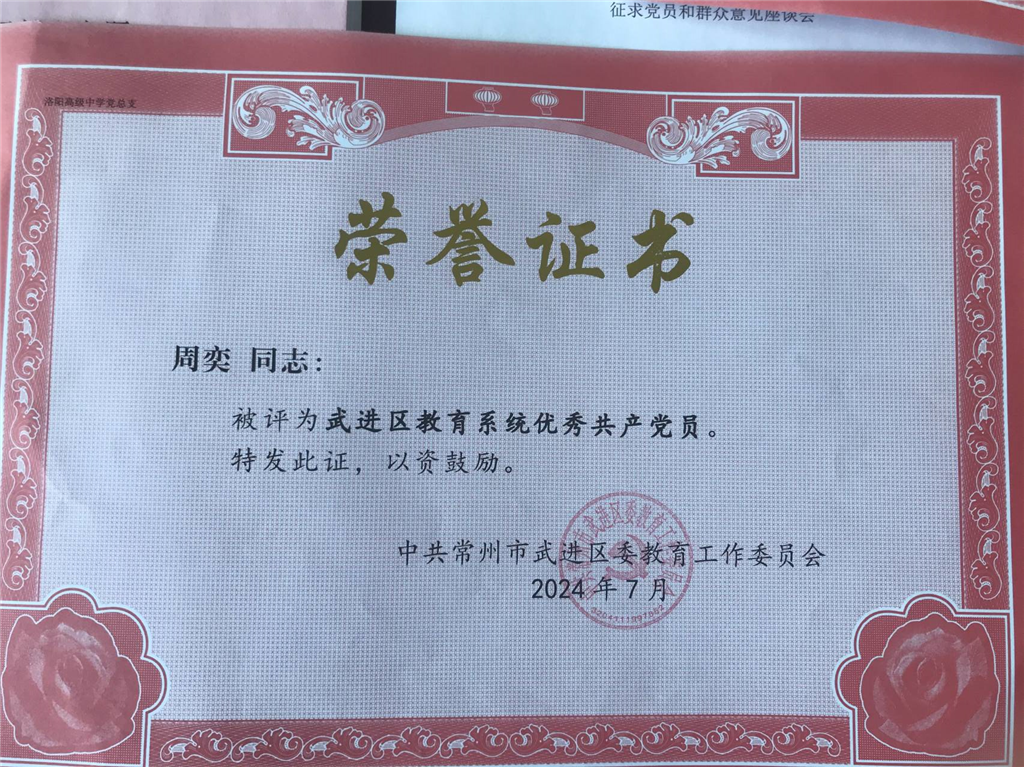 征求党员和群众意见座谈会
洛阳高级中学党总支
荣誉证书
周奕 同志：
被评为武进区教育系统优秀共产党员。
特发此证，以资鼓励。
中共常州市武进区委教育工作委员会
2024 年 7 月